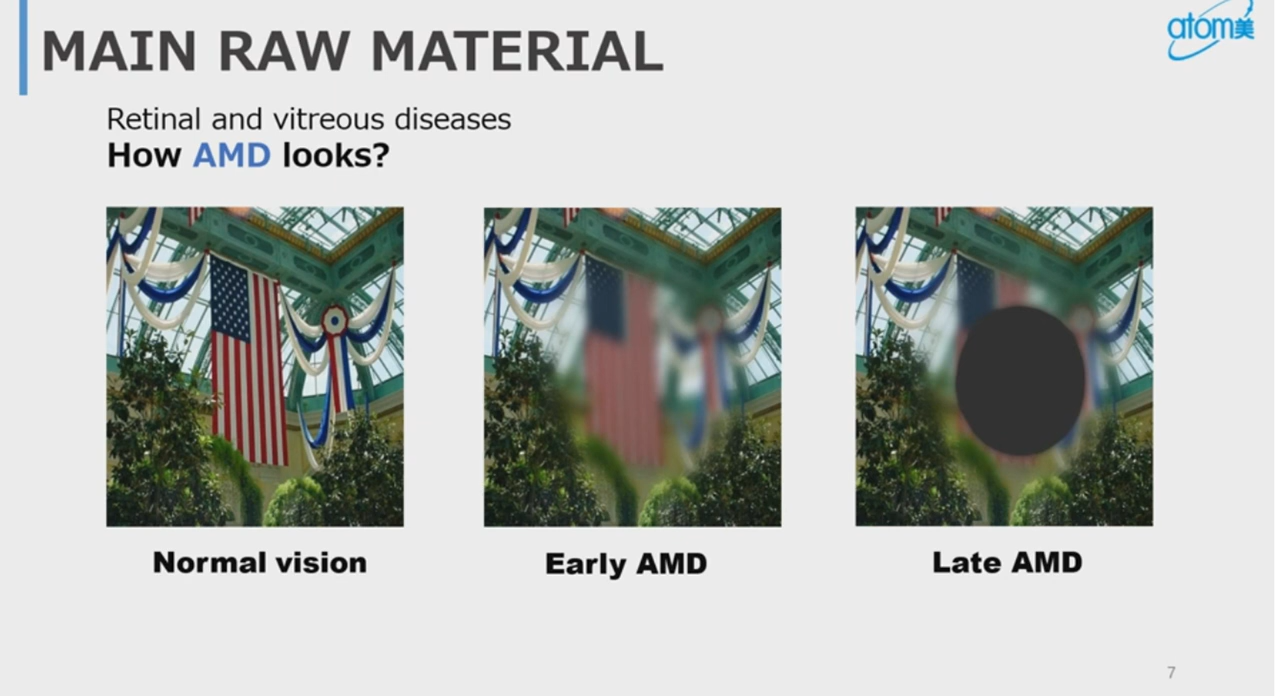 MAIN RAW MATERIAL
atom美
Retinal and vitreous diseases
How AMD looks?
Normal vision
Early AMD
Late AMD
7